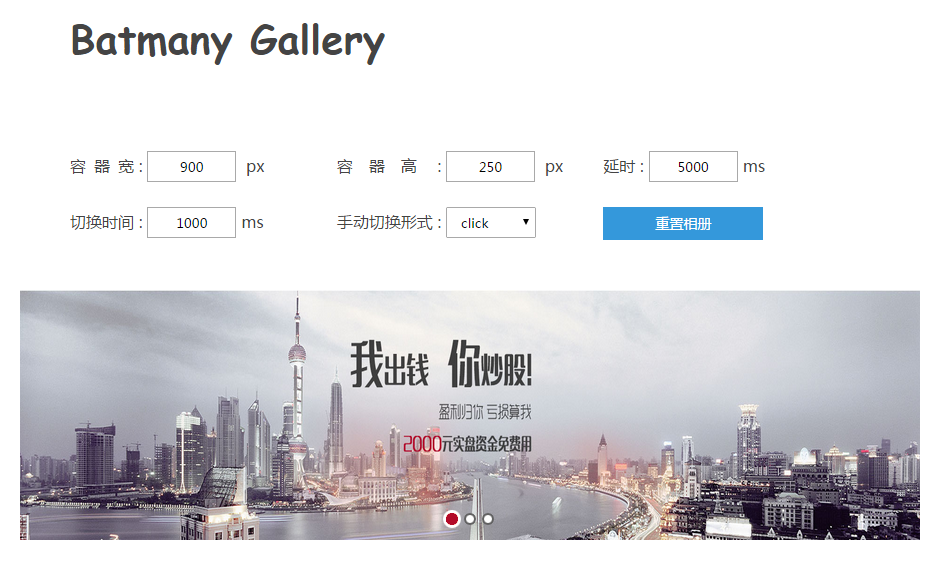 Batmany Gallery
容 器 宽 : 900 px 容 器 高 : 250 px 延时 : 5000 ms
切换时间 : 1000 ms 手动切换形式 : click 重置相册
我出钱 你炒股!
盈利归你 亏损算我
2000元实盘资金免费用